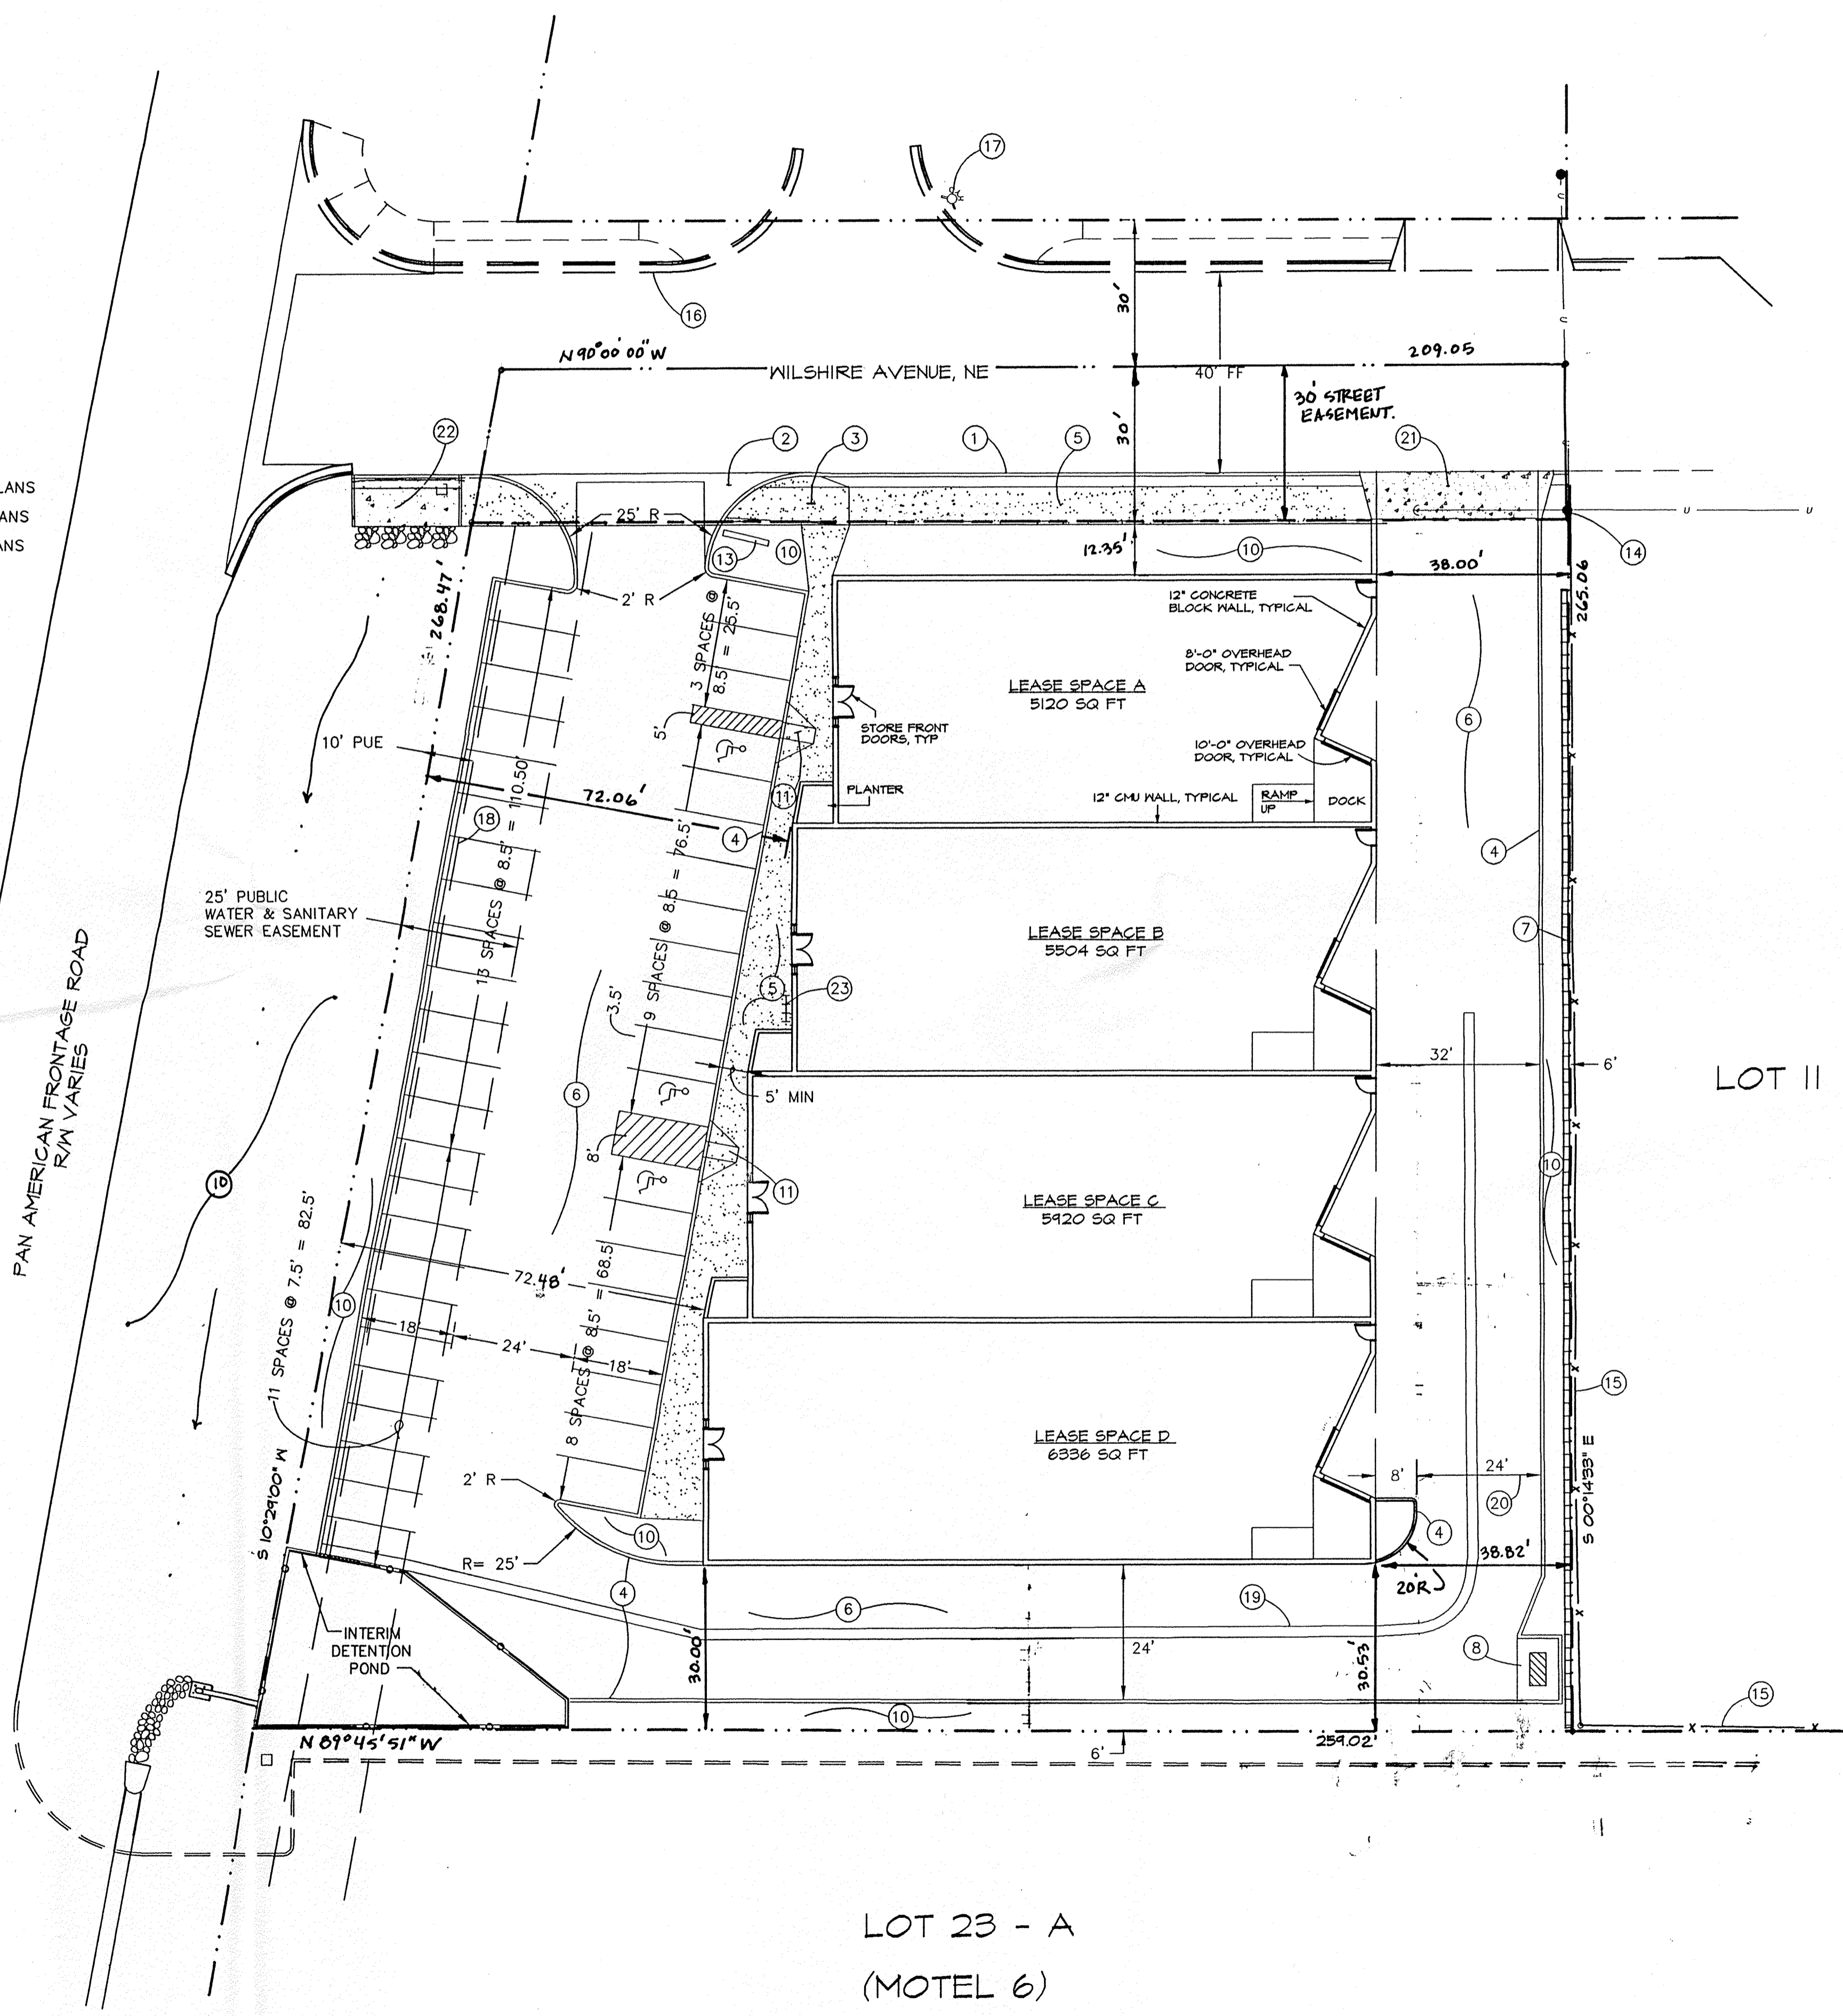 17
16
30'
N 90°00'00" W
209.05
WILSHIRE AVENUE, NE
40' FF
30' STREET
EASEMENT.
30'
22
2
3
1
5
21
LANS
ANS
ANS
25' R
13
10
12.35'
10
38.00'
14
268.47'
2' R
265.06
12" CONCRETE
BLOCK WALL, TYPICAL
3 SPACES @
8.5' = 25.5'
8'-0" OVERHEAD
DOOR, TYPICAL
LEASE SPACE A
5120 SQ FT
6
5'
STORE FRONT
DOORS, TYP
10' PUE
10'-0" OVERHEAD
DOOR, TYPICAL
72.06'
11
PLANTER
12" CMU WALL, TYPICAL
RAMP
UP
DOCK
18
4
4
13 SPACES @ 8.5' = 110.50'
9 SPACES @ 8.5 = 76.5'
25' PUBLIC
WATER & SANITARY
SEWER EASEMENT
7
LEASE SPACE B
5504 SQ FT
PAN AMERICAN FRONTAGE ROAD
R/W VARIES
5
23
3.5'
32'
6'
LOT 11
6
5' MIN
8'
10
10
11
LEASE SPACE C
5920 SQ FT
72.48'
11 SPACES @ 7.5' = 82.5'
10
18'
24'
18'
8 SPACES @ 8.5' = 68.5
15
LEASE SPACE D
6336 SQ FT
2' R
8'
24'
20
S 10°29'00" W
S 00°14'33" E
10
4
R= 25'
38.82'
20'R
4
6
19
INTERIM
DETENTION
POND
30.00'
24'
30.53'
8
15
10
N 89°45'51" W
259.02'
6'
LOT 23 - A
(MOTEL 6)